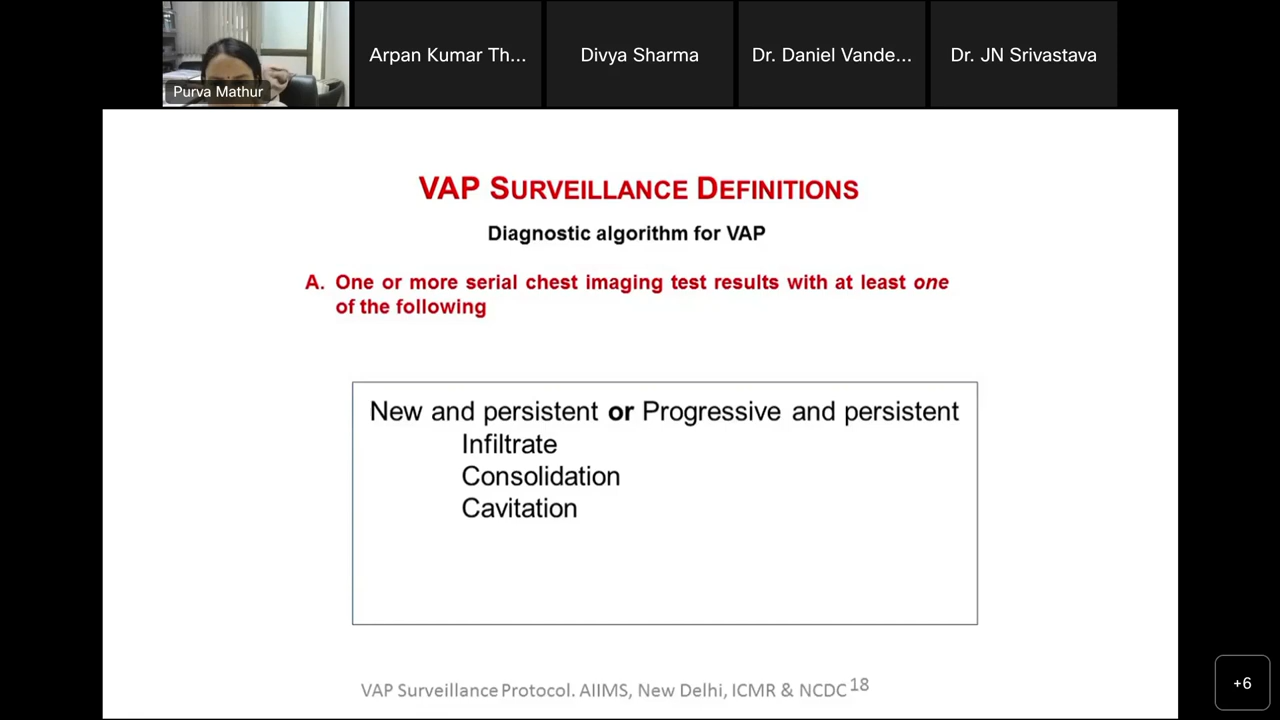 Purva Mathur
Arpan Kumar Th...
Divya Sharma
Dr. Daniel Vande...
Dr. JN Srivastava
VAP SURVEILLANCE DEFINITIONS
Diagnostic algorithm for VAP
A. One or more serial chest imaging test results with at least one
of the following
New and persistent or Progressive and persistent
Infiltrate
Consolidation
Cavitation
VAP Surveillance Protocol. AIIMS, New Delhi, ICMR & NCDC 18
+6